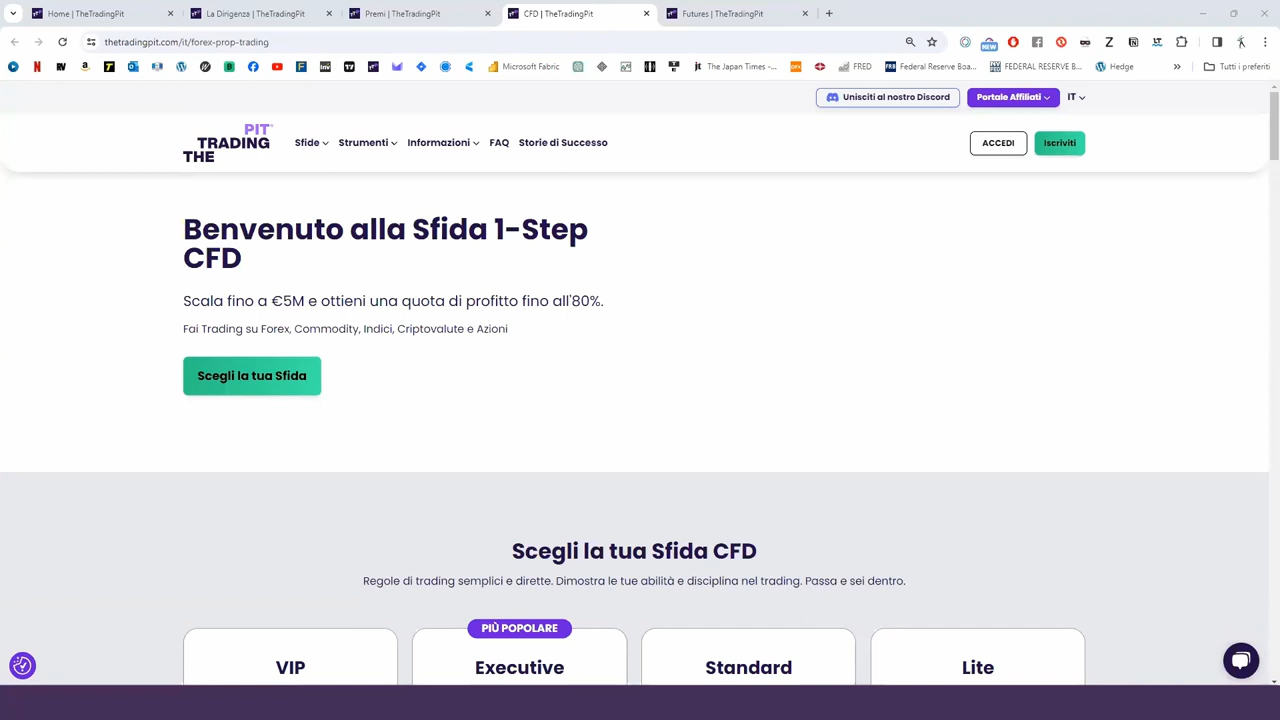 Home | TheTradingPit
La Dirigenza | TheTradingPit
Premi | TheTradingPit
CFD | TheTradingPit
Futures | TheTradingPit
thetradingpit.com/it/forex-prop-trading
NEW
Microsoft Fabric
The Japan Times -...
FRED
Federal Reserve Boa...
FEDERAL RESERVE B...
Hedge
Tutti i preferiti
Unisciti al nostro Discord
Portale Affiliati
IT
PIT
TRADING
THE
Sfide
Strumenti
Informazioni
FAQ
Storie di Successo
ACCEDI
Iscriviti
Benvenuto alla Sfida 1-Step
CFD
Scala fino a €5M e ottieni una quota di profitto fino all'80%.
Fai Trading su Forex, Commodity, Indici, Criptovalute e Azioni
Scegli la tua Sfida
Scegli la tua Sfida CFD
Regole di trading semplici e dirette. Dimostra le tue abilità e disciplina nel trading. Passa e sei dentro.
PIÙ POPOLARE
VIP
Executive
Standard
Lite